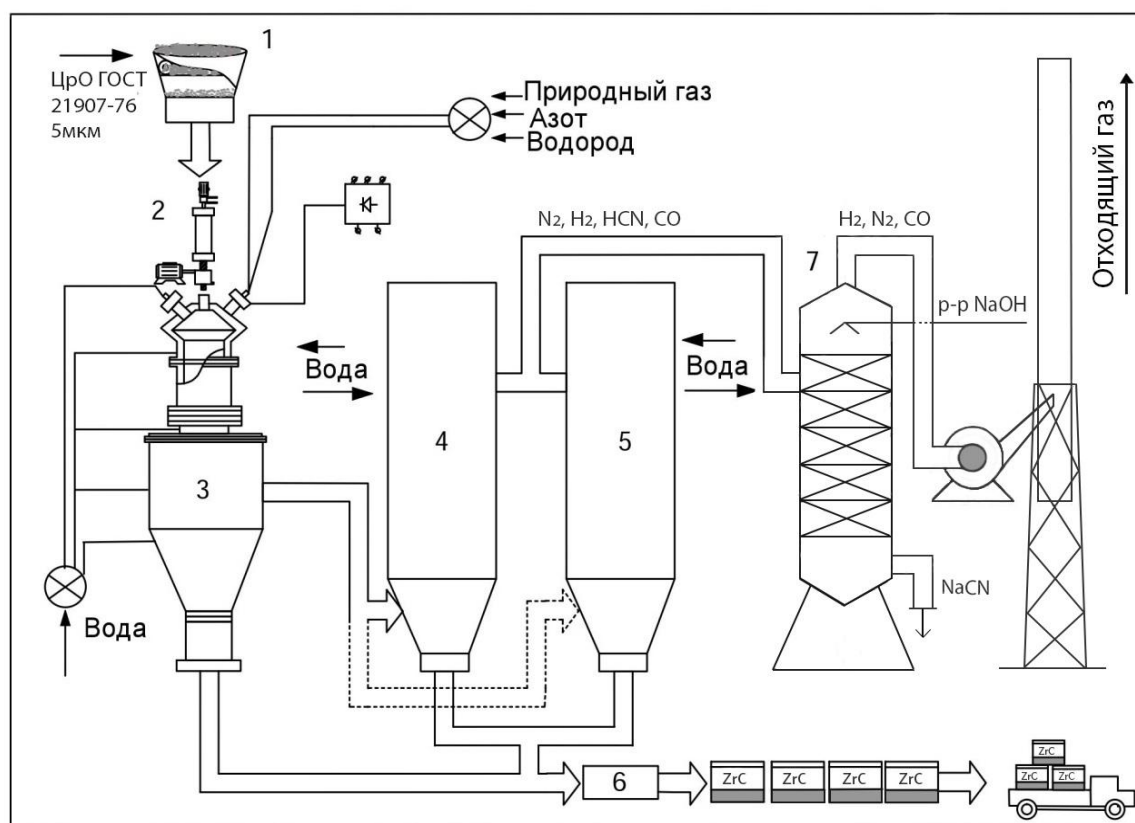 1
ЦрО ГОСТ
21907-76
5мкм
Природный газ
Азот
Водород
2
N2, H2, HCN, CO
H2, N2, CO
7
Отходящий газ
р-р NaOH
Вода
Вода
4
5
3
NaCN
Вода
6
ZrC
ZrC
ZrC
ZrC
ZrC
ZrC
ZrC